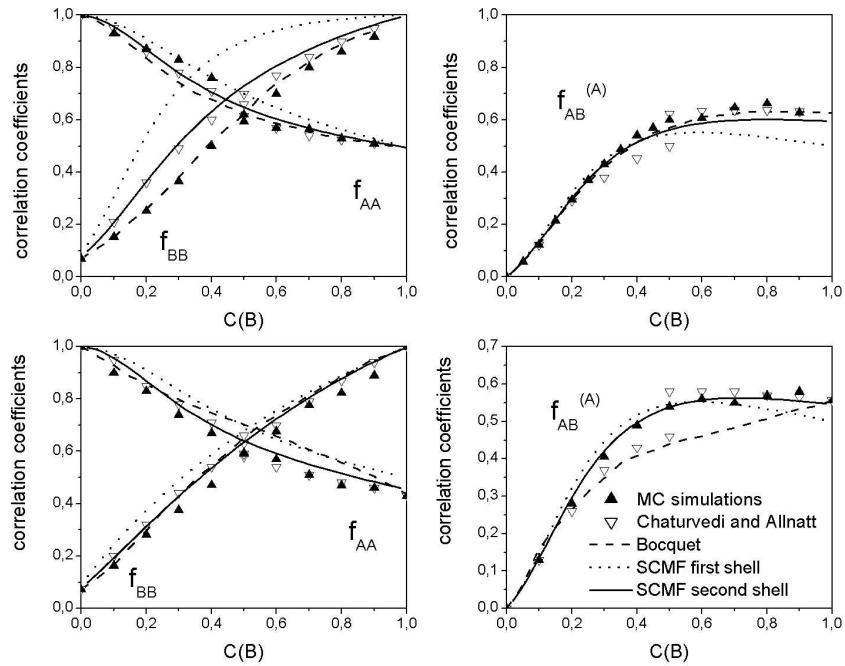 correlation coefficients
1,0
0,8
0,6
0,4
0,2
0,0
f_AA
f_BB
0,0 0,2 0,4 0,6 0,8 1,0
C(B)
correlation coefficients
1,0
0,8
0,6
0,4
0,2
0,0
f_AB^(A)
0,0 0,2 0,4 0,6 0,8 1,0
C(B)
correlation coefficients
1,0
0,8
0,6
0,4
0,2
0,0
f_AA
f_BB
0,0 0,2 0,4 0,6 0,8 1,0
C(B)
correlation coefficients
0,7
0,6
0,5
0,4
0,3
0,2
0,1
0,0
f_AB^(A)
MC simulations
Chaturvedi and Allnatt
Bocquet
SCMF first shell
SCMF second shell
0,0 0,2 0,4 0,6 0,8 1,0
C(B)